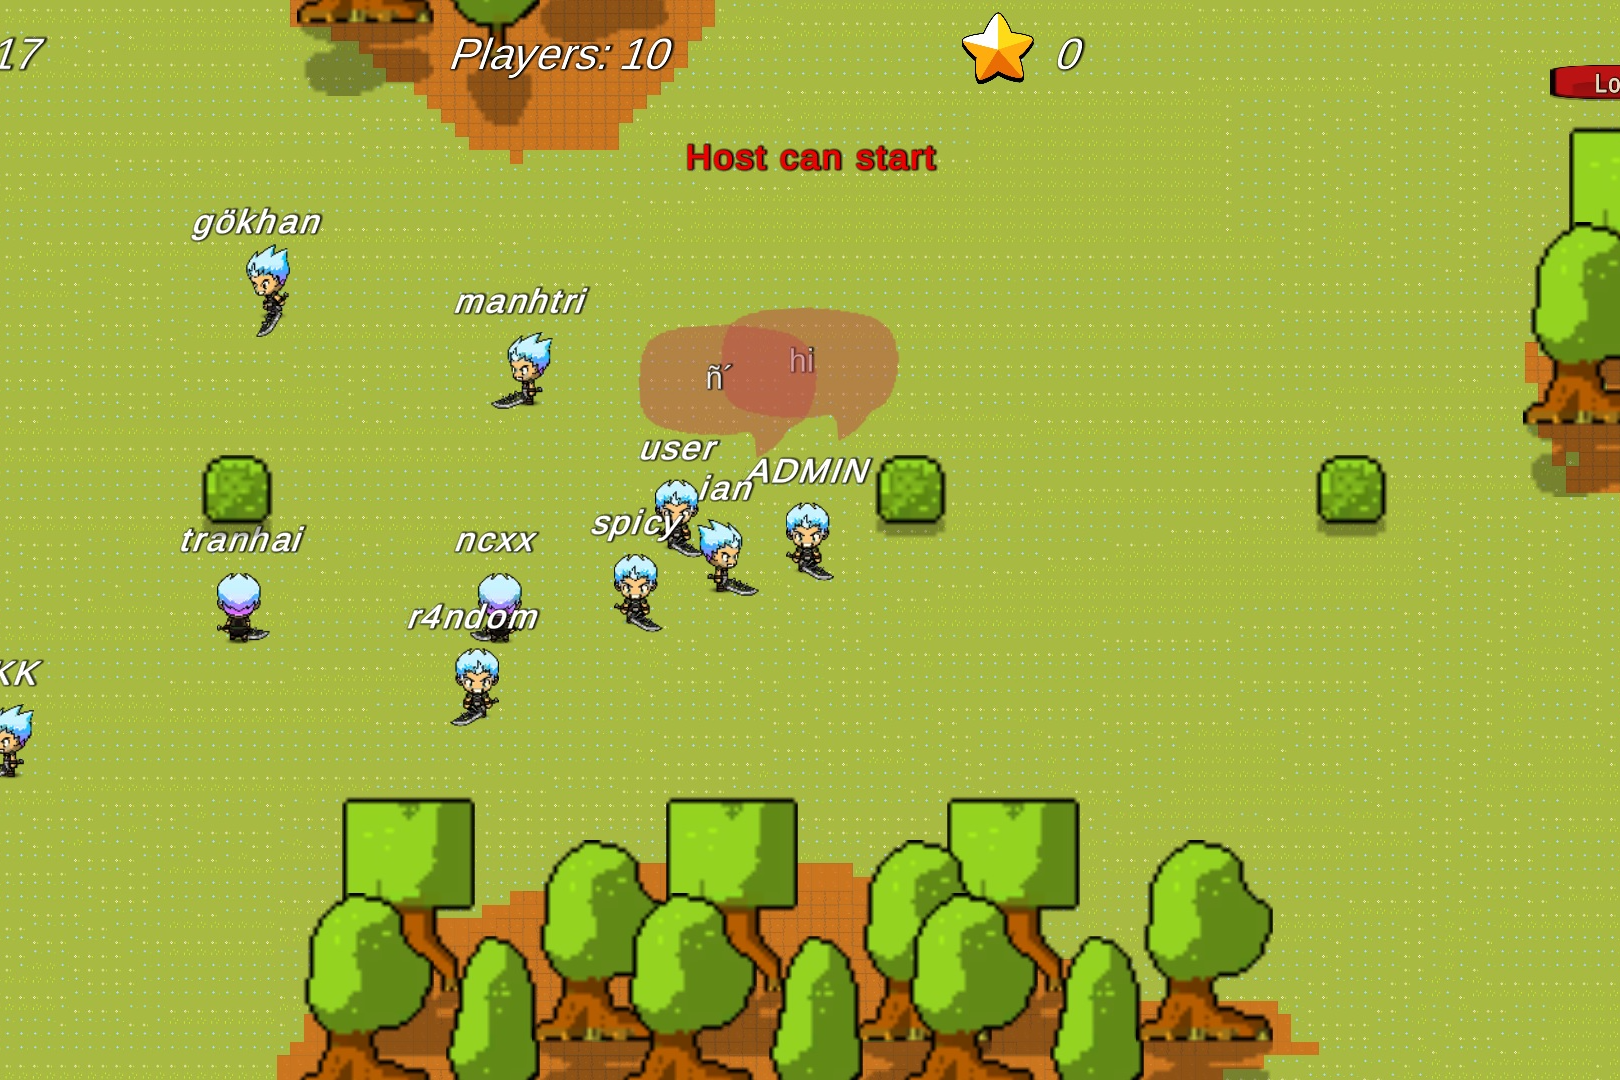 17
Players: 10
0
Lo
Host can start
gökhan
manhtri
hi
ñ´
user
ADMIN
ian
spicy
tranhai
ncxx
r4ndom
KK